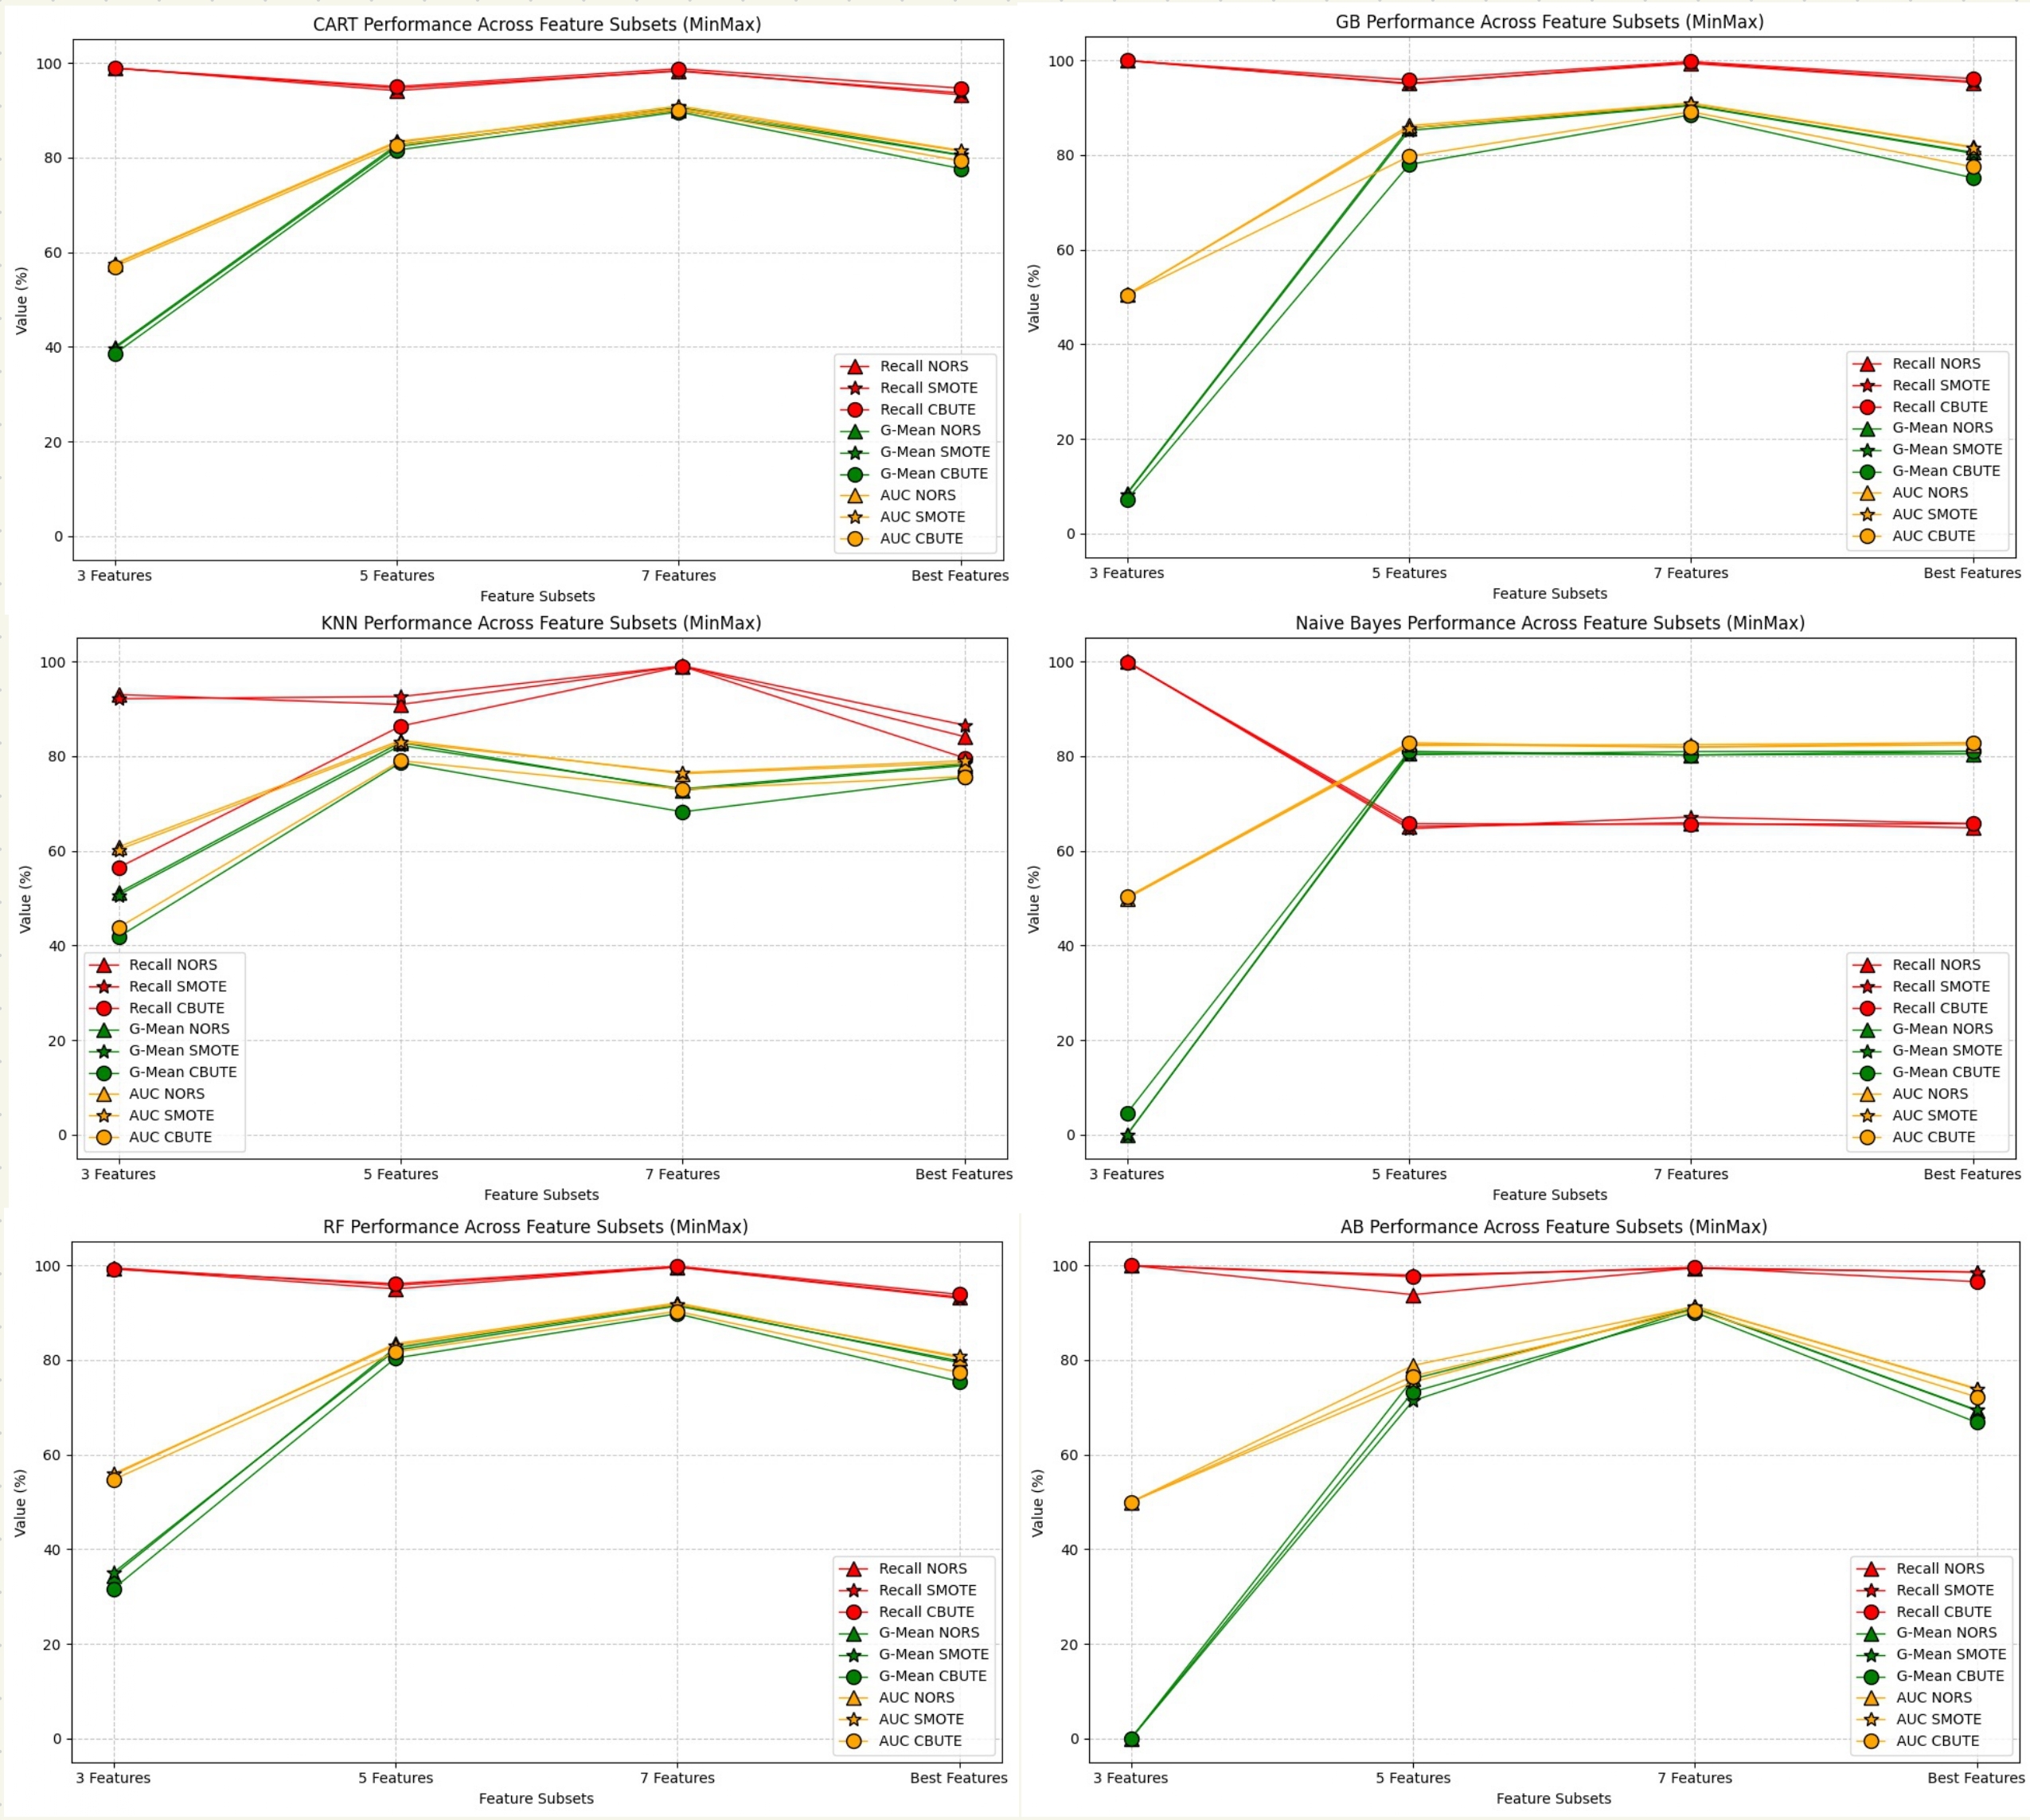 CART Performance Across Feature Subsets (MinMax)
Value (%)
100
80
60
40
20
0
Recall NORS
Recall SMOTE
Recall CBUTE
G-Mean NORS
G-Mean SMOTE
G-Mean CBUTE
AUC NORS
AUC SMOTE
AUC CBUTE
3 Features
5 Features
7 Features
Best Features
Feature Subsets
GB Performance Across Feature Subsets (MinMax)
Value (%)
100
80
60
40
20
0
Recall NORS
Recall SMOTE
Recall CBUTE
G-Mean NORS
G-Mean SMOTE
G-Mean CBUTE
AUC NORS
AUC SMOTE
AUC CBUTE
3 Features
5 Features
7 Features
Best Features
Feature Subsets
KNN Performance Across Feature Subsets (MinMax)
Value (%)
100
80
60
40
20
0
Recall NORS
Recall SMOTE
Recall CBUTE
G-Mean NORS
G-Mean SMOTE
G-Mean CBUTE
AUC NORS
AUC SMOTE
AUC CBUTE
3 Features
5 Features
7 Features
Best Features
Feature Subsets
Naive Bayes Performance Across Feature Subsets (MinMax)
Value (%)
100
80
60
40
20
0
Recall NORS
Recall SMOTE
Recall CBUTE
G-Mean NORS
G-Mean SMOTE
G-Mean CBUTE
AUC NORS
AUC SMOTE
AUC CBUTE
3 Features
5 Features
7 Features
Best Features
Feature Subsets
RF Performance Across Feature Subsets (MinMax)
Value (%)
100
80
60
40
20
0
Recall NORS
Recall SMOTE
Recall CBUTE
G-Mean NORS
G-Mean SMOTE
G-Mean CBUTE
AUC NORS
AUC SMOTE
AUC CBUTE
3 Features
5 Features
7 Features
Best Features
Feature Subsets
AB Performance Across Feature Subsets (MinMax)
Value (%)
100
80
60
40
20
0
Recall NORS
Recall SMOTE
Recall CBUTE
G-Mean NORS
G-Mean SMOTE
G-Mean CBUTE
AUC NORS
AUC SMOTE
AUC CBUTE
3 Features
5 Features
7 Features
Best Features
Feature Subsets